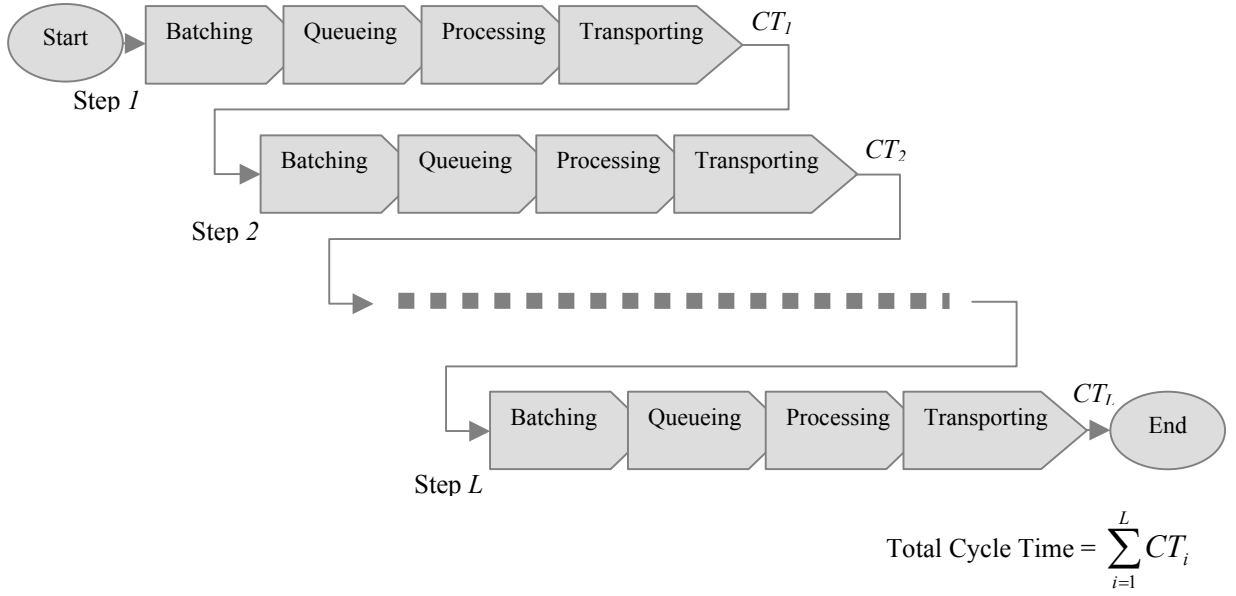 Start
Batching Queueing Processing Transporting CT1
Step 1
Batching Queueing Processing Transporting CT2
Step 2
Batching Queueing Processing Transporting CTL
End
Step L
Total Cycle Time = \sum_{i=1}^{L} CT_i